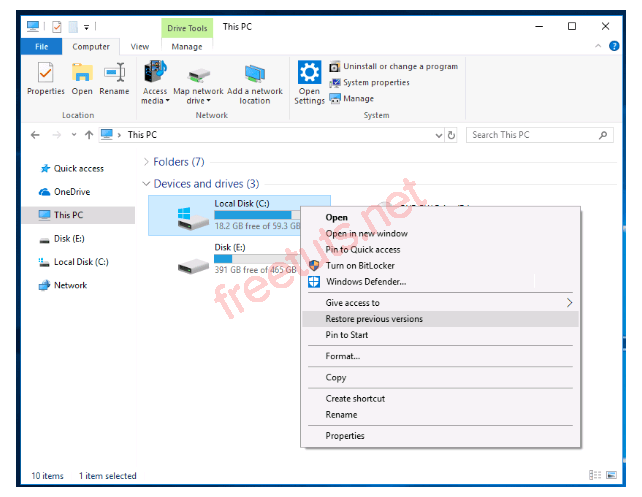 Drive Tools
This PC
File
Computer
View
Manage
Properties
Open
Rename
Access media
Map network drive
Add a network location
Open Settings
Uninstall or change a program
System properties
Manage
Location
Network
System
This PC
Search This PC
Quick access
OneDrive
This PC
Disk (E:)
Local Disk (C:)
Network
Folders (7)
Devices and drives (3)
Local Disk (C:)
18.2 GB free of 59.3 GB
Disk (E:)
391 GB free of 465 GB
Open
Open in new window
Pin to Quick access
Turn on BitLocker
Windows Defender...
Give access to
Restore previous versions
Pin to Start
Format...
Copy
Create shortcut
Rename
Properties
freetuts.net
10 items
1 item selected